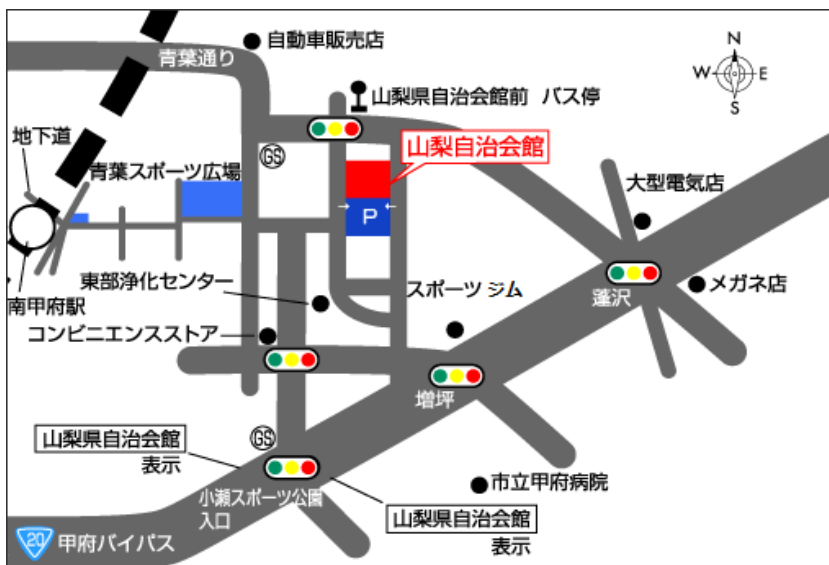 自動車販売店
青葉通り
N
W E
S
山梨県自治会館前 バス停
地下道
GS
山梨自治会館
青葉スポーツ広場
大型電気店
P
東部浄化センター
スポーツ ジム
メガネ店
南甲府駅
蓬沢
コンビニエンスストア
増坪
GS
山梨県自治会館
表示
市立甲府病院
小瀬スポーツ公園
入口
山梨県自治会館
表示
20 甲府バイパス